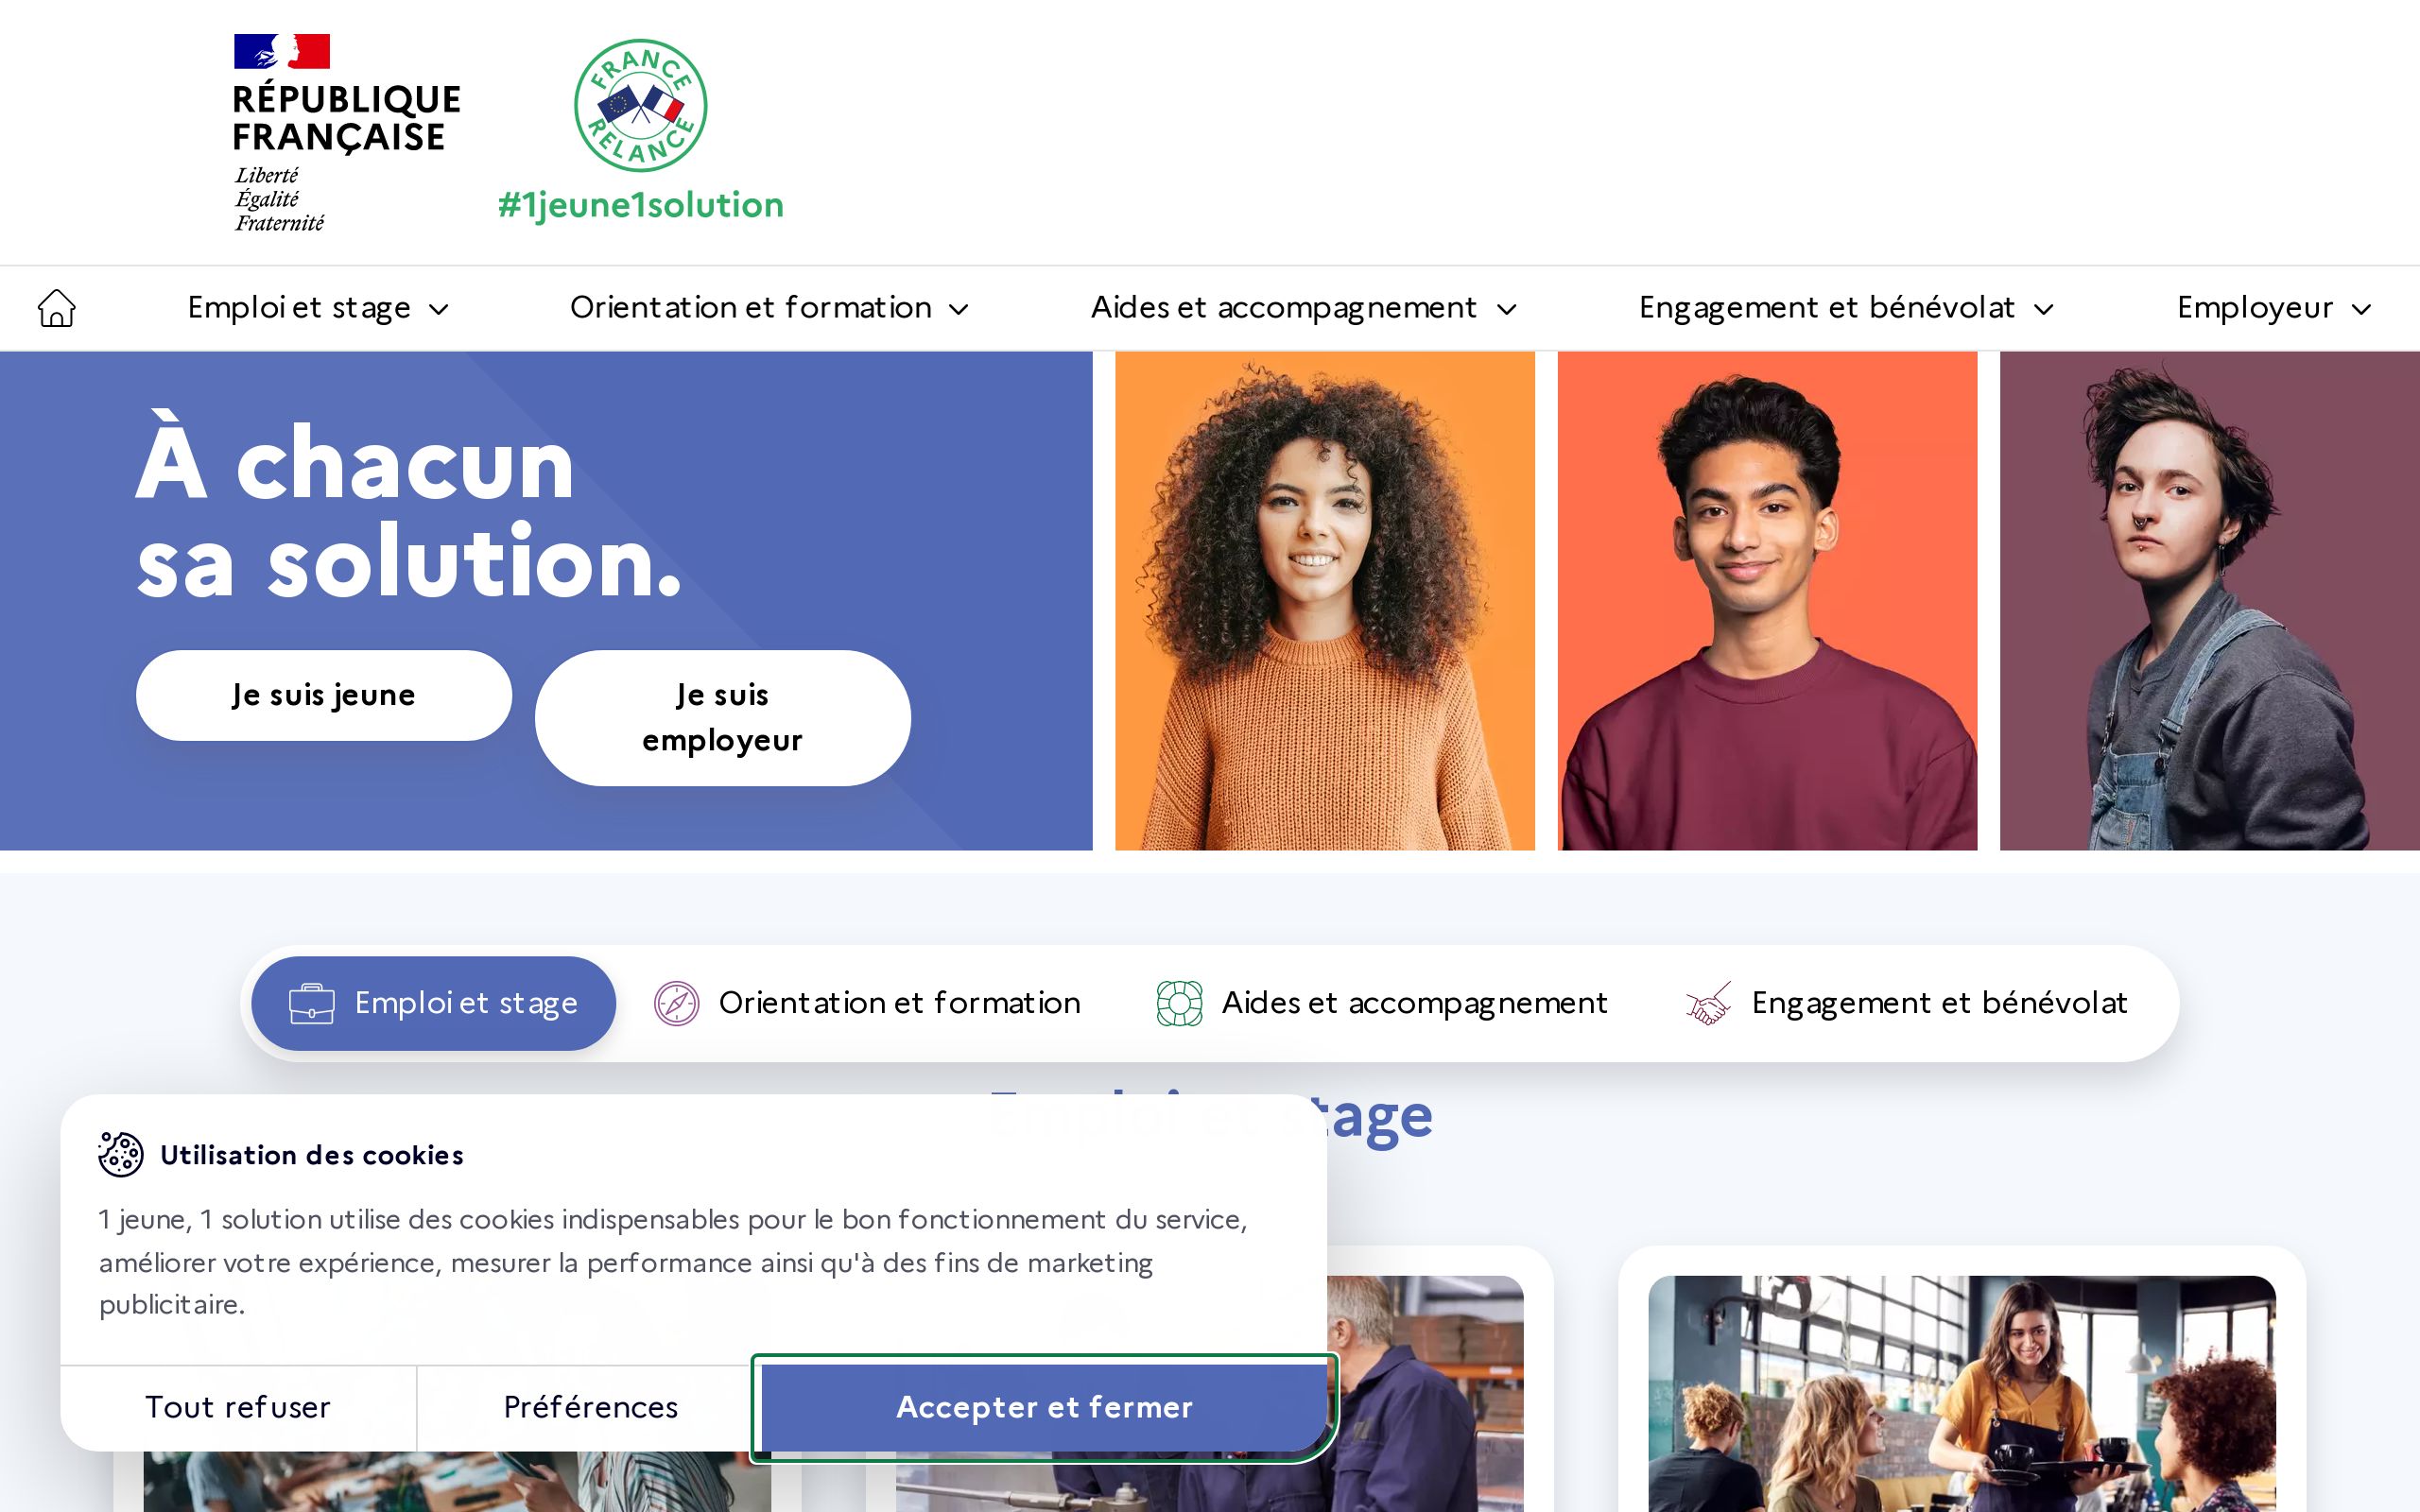 RÉPUBLIQUE
FRANÇAISE
Liberté
Égalité
Fraternité
FRANCE
RELANCE
#1jeune1solution
Emploi et stage
Orientation et formation
Aides et accompagnement
Engagement et bénévolat
Employeur
À chacun
sa solution.
Je suis jeune
Je suis
employeur
Emploi et stage
Orientation et formation
Aides et accompagnement
Engagement et bénévolat
Emploi et stage
Utilisation des cookies
1 jeune, 1 solution utilise des cookies indispensables pour le bon fonctionnement du service,
améliorer votre expérience, mesurer la performance ainsi qu'à des fins de marketing
publicitaire.
Tout refuser
Préférences
Accepter et fermer